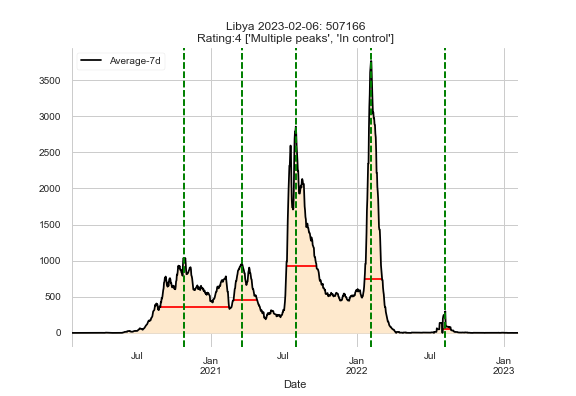 Libya 2023-02-06: 507166
Rating:4 ['Multiple peaks', 'In control']
Average-7d
3500
3000
2500
2000
1500
1000
500
0
Jul
Jan
2021
Jul
Jan
2022
Jul
Jan
2023
Date